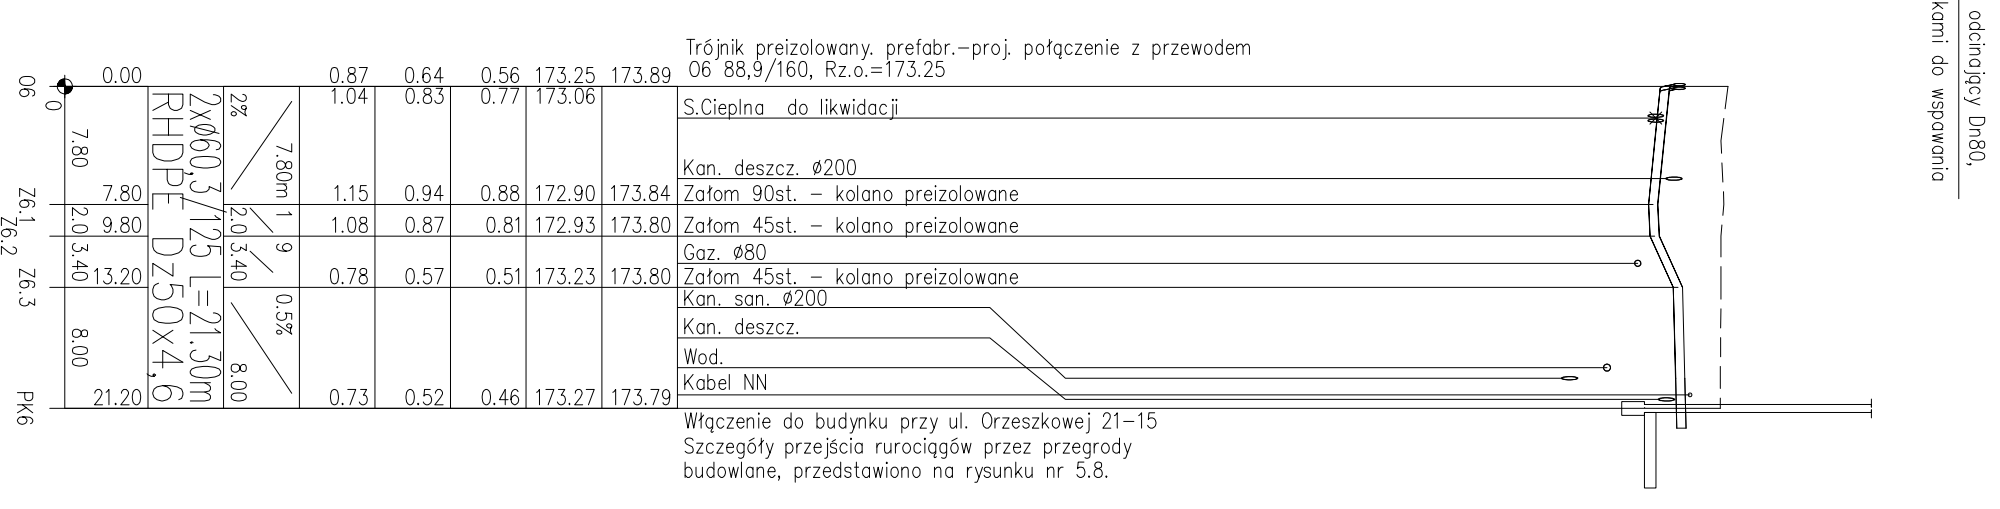 odcinający Dn80,
kami do wspawania
Trójnik preizolowany. prefabr.-proj. połączenie z przewodem
O6 88,9/160, Rz.o.=173.25
O6
0
0.00
0.87
0.64
0.56
173.25
173.89
1.04
0.83
0.77
173.06
S.Cieplna do likwidacji
2%
7.80m
7.80
Kan. deszcz. ø200
Z6.1
7.80
1.15
0.94
0.88
172.90
173.84
Załom 90st. - kolano preizolowane
Z6.2
2.0
9.80
2.0
1
1.08
0.87
0.81
172.93
173.80
Załom 45st. - kolano preizolowane
3.40
3.40
9
Gaz. ø80
Z6.3
13.20
0.78
0.57
0.51
173.23
173.80
Załom 45st. - kolano preizolowane
0.5%
Kan. san. ø200
Kan. deszcz.
8.00
8.000
Wod.
Kabel NN
PK6
21.20
0.73
0.52
0.46
173.27
173.79
2xø60,3/125 L=21.30m
RHDPE Dz50x4,6
Włączenie do budynku przy ul. Orzeszkowej 21-15
Szczegóły przejścia rurociągów przez przegrody
budowlane, przedstawiono na rysunku nr 5.8.